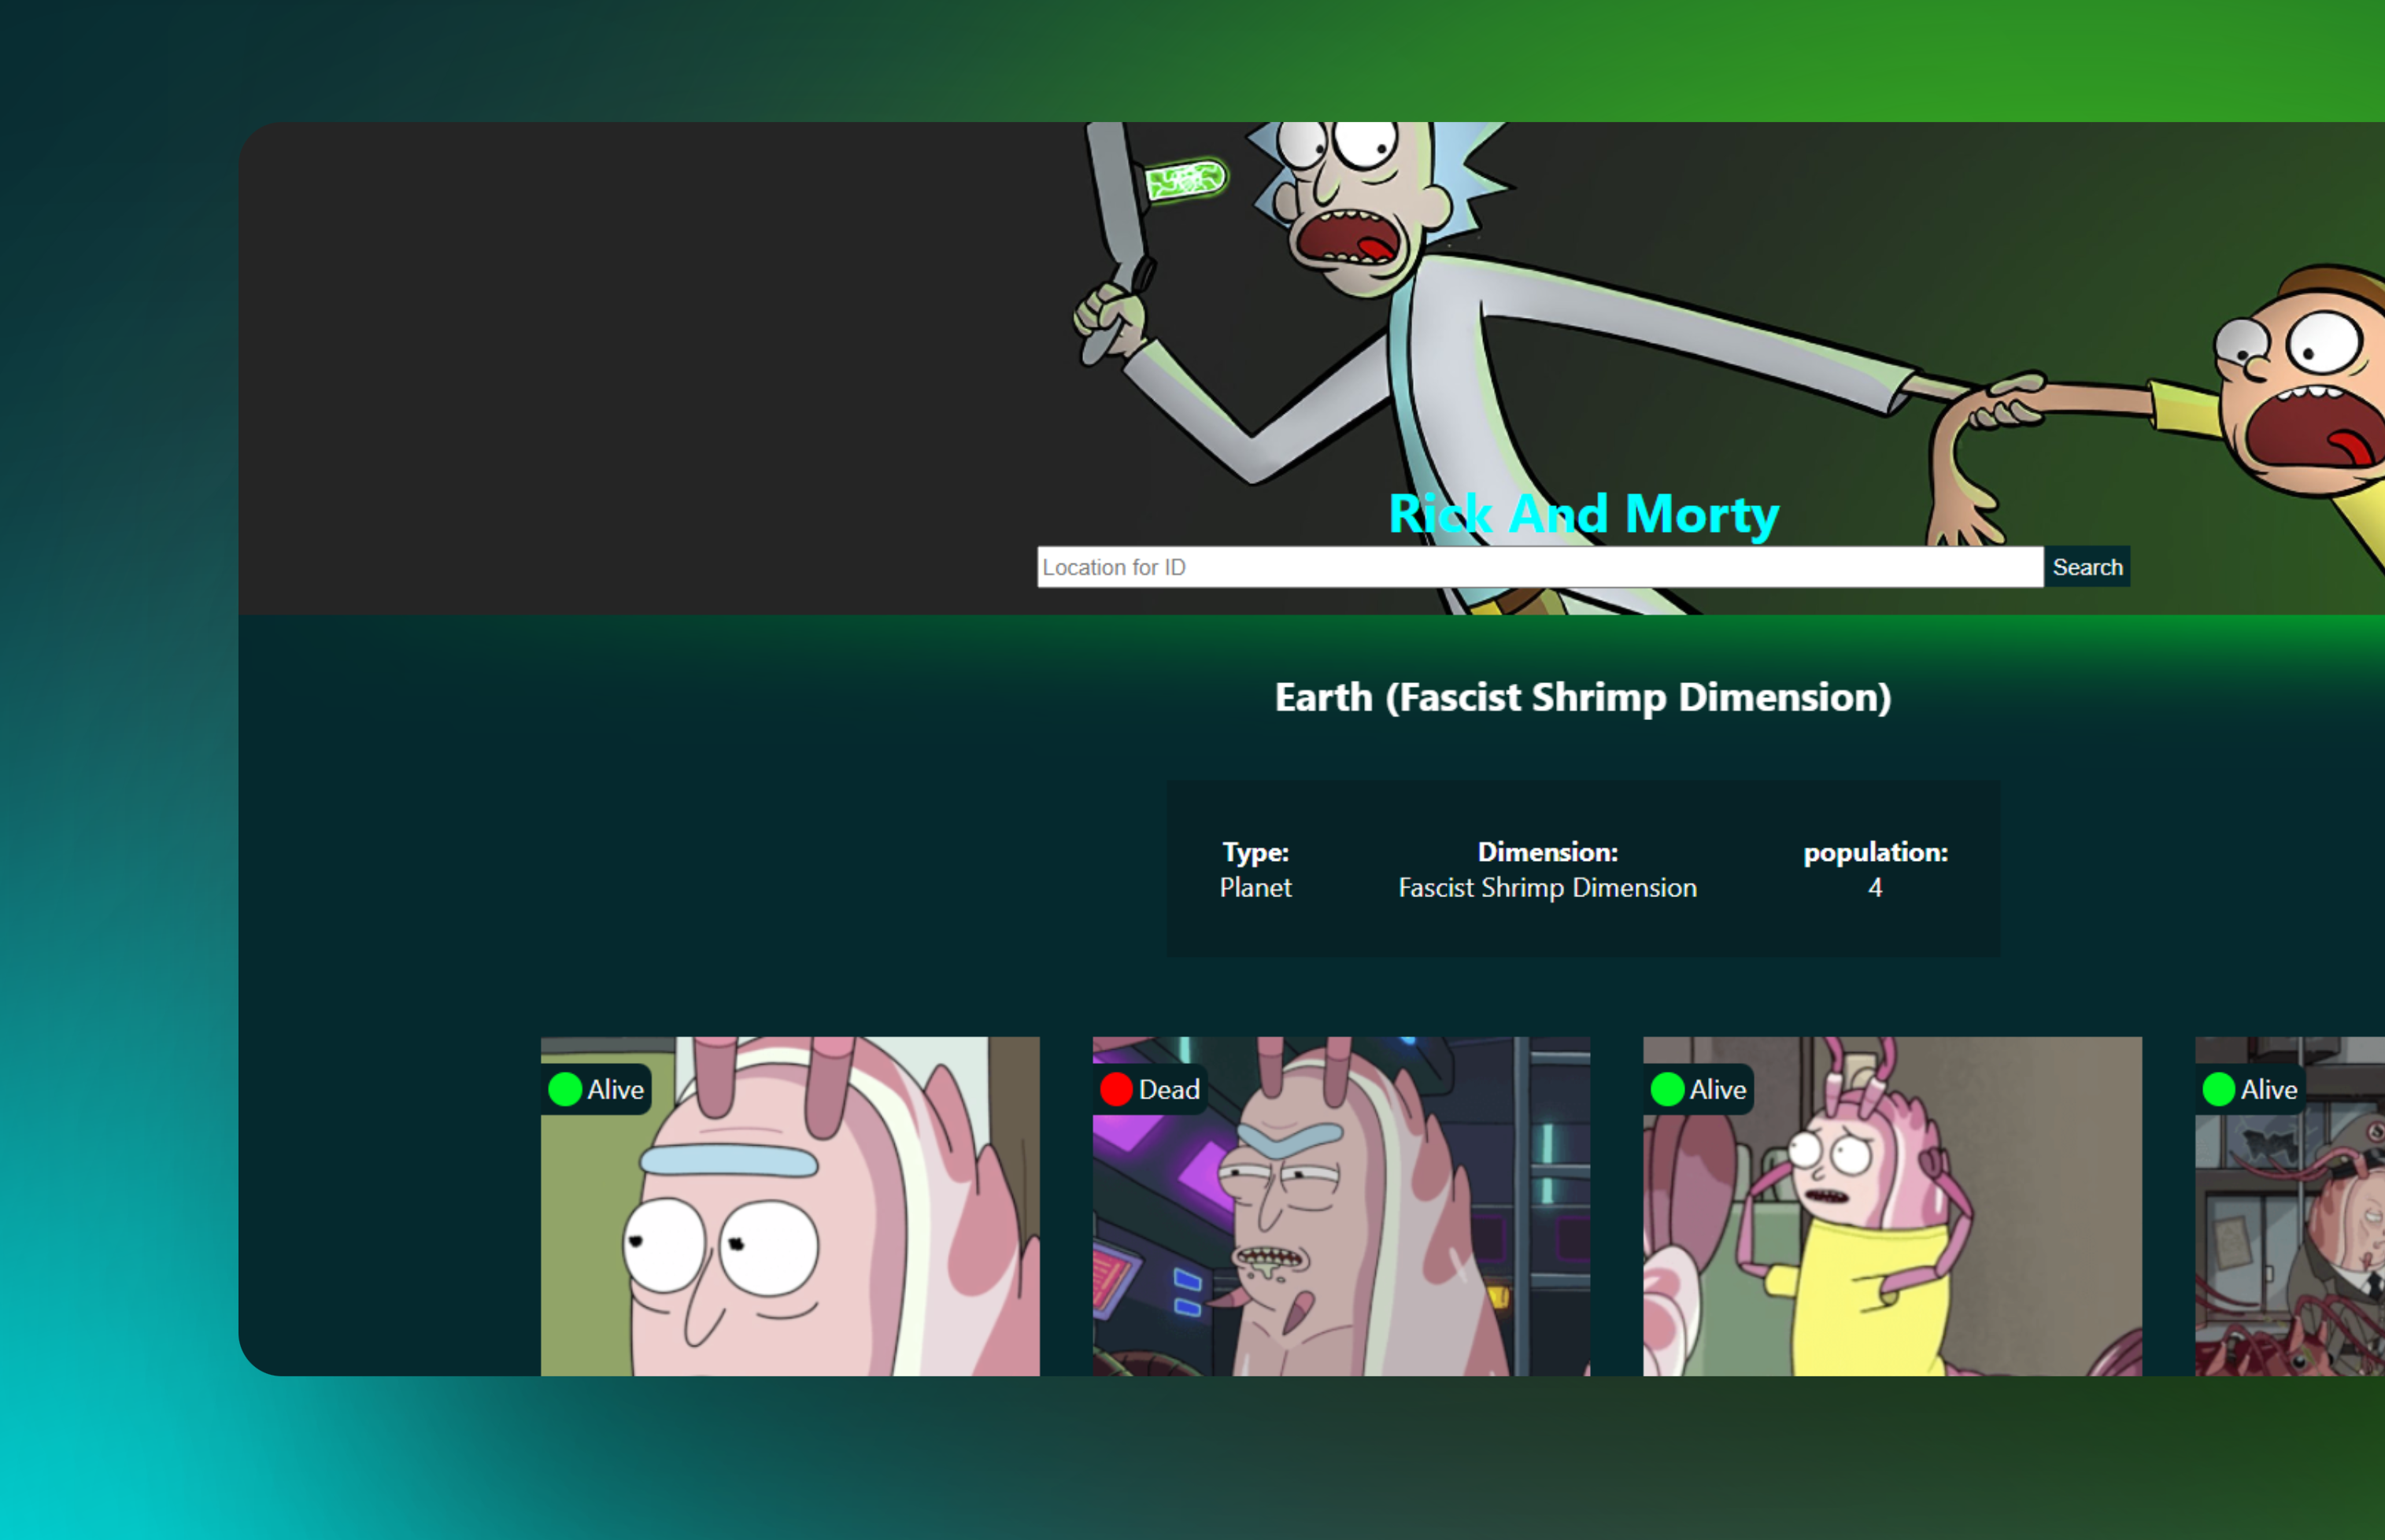 Rick And Morty
Location for ID
Search
Earth (Fascist Shrimp Dimension)
Type:
Planet
Dimension:
Fascist Shrimp Dimension
population:
4
Alive
Dead
Alive
Alive